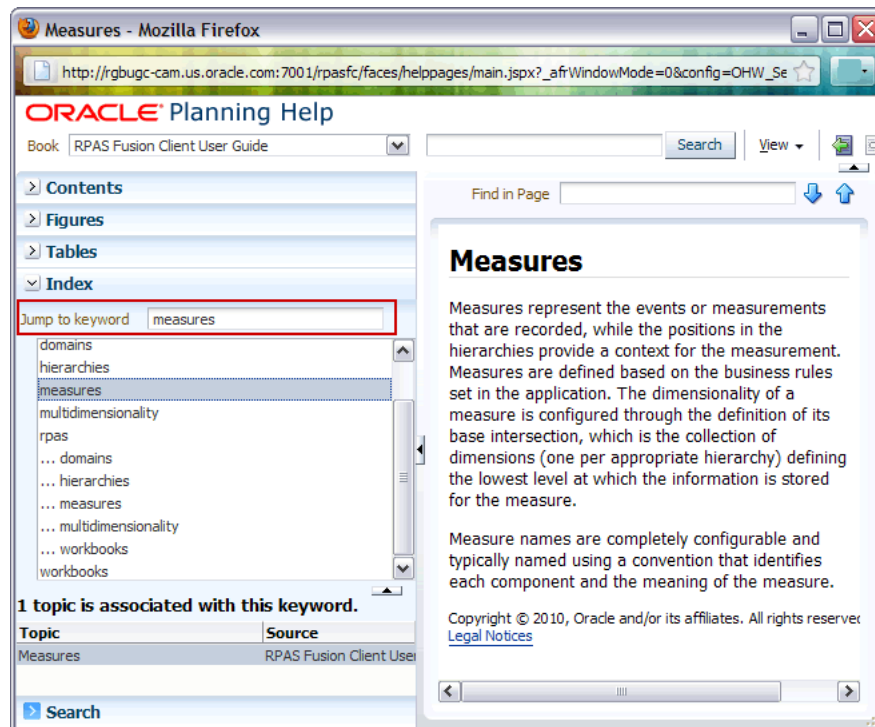 Measures - Mozilla Firefox
http://rgbugc-cam.us.oracle.com:7001/rpasfc/faces/helppages/main.jspx?_afrWindowMode=0&config=OHW_Se
ORACLE® Planning Help
Book RPAS Fusion Client User Guide Search View
Contents
Figures
Tables
Index
Jump to keyword measures
domains
hierarchies
measures
multidimensionality
rpas
... domains
... hierarchies
... measures
... multidimensionality
... workbooks
workbooks
1 topic is associated with this keyword.
Topic Source
Measures RPAS Fusion Client User
Search
Find in Page
Measures
Measures represent the events or measurements
that are recorded, while the positions in the
hierarchies provide a context for the measurement.
Measures are defined based on the business rules
set in the application. The dimensionality of a
measure is configured through the definition of its
base intersection, which is the collection of
dimensions (one per appropriate hierarchy) defining
the lowest level at which the information is stored
for the measure.
Measure names are completely configurable and
typically named using a convention that identifies
each component and the meaning of the measure.
Copyright © 2010, Oracle and/or its affiliates. All rights reserved
Legal Notices